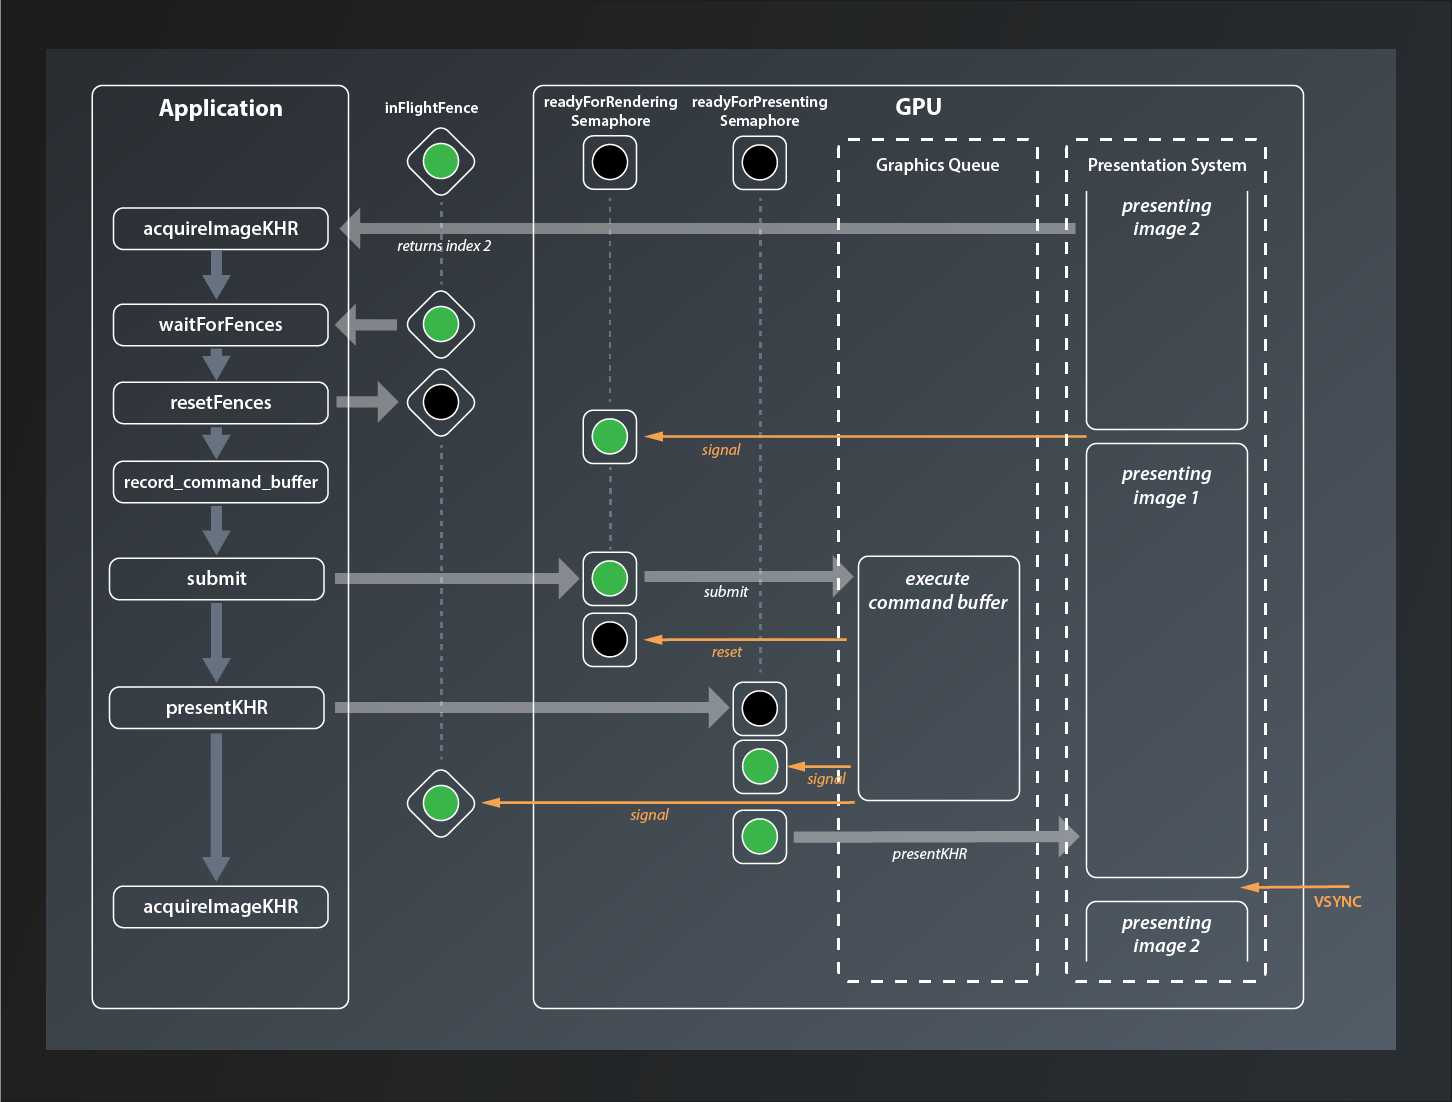 Application
inFlightFence
readyForRendering
Semaphore
readyForPresenting
Semaphore
GPU
Graphics Queue
Presentation System
presenting
image 2
acquireImageKHR
returns index 2
waitForFences
resetFences
signal
record_command_buffer
presenting
image 1
submit
submit
execute
command buffer
reset
presentKHR
signal
signal
presentKHR
VSYNC
acquireImageKHR
presenting
image 2